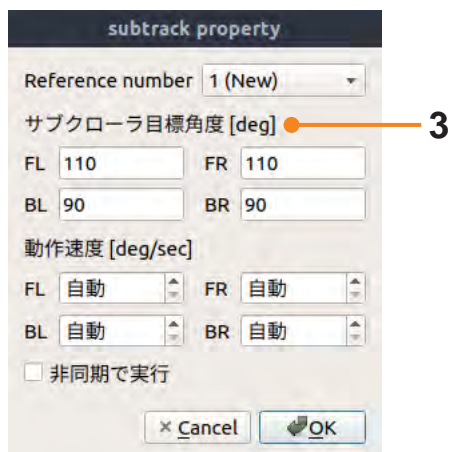 subtrack property
Reference number 1 (New)
サブクローラ目標角度 [deg] 3
FL 110 FR 110
BL 90 BR 90
動作速度 [deg/sec]
FL 自動 FR 自動
BL 自動 BR 自動
非同期で実行
Cancel OK